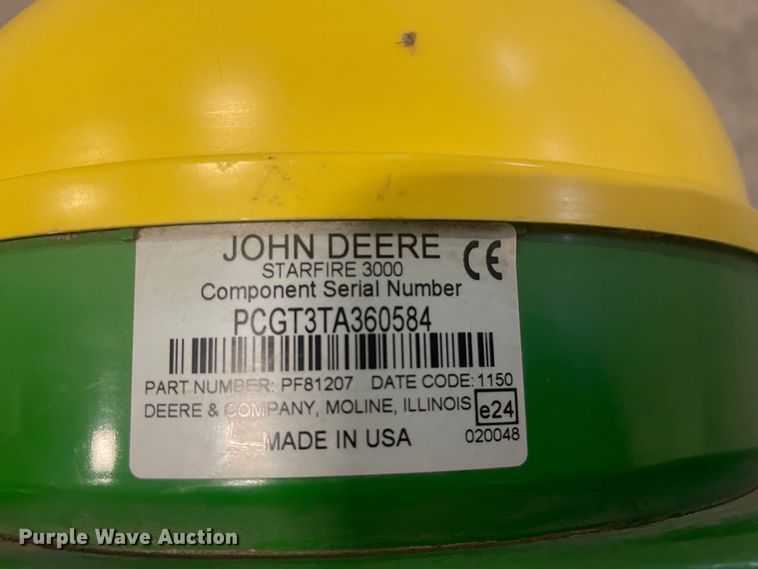 JOHN DEERE
STARFIRE 3000
CE
Component Serial Number
PCGT3TA360584
PART NUMBER: PF81207 DATE CODE: 1150
DEERE & COMPANY, MOLINE, ILLINOIS e24
MADE IN USA 020048
Purple Wave Auction